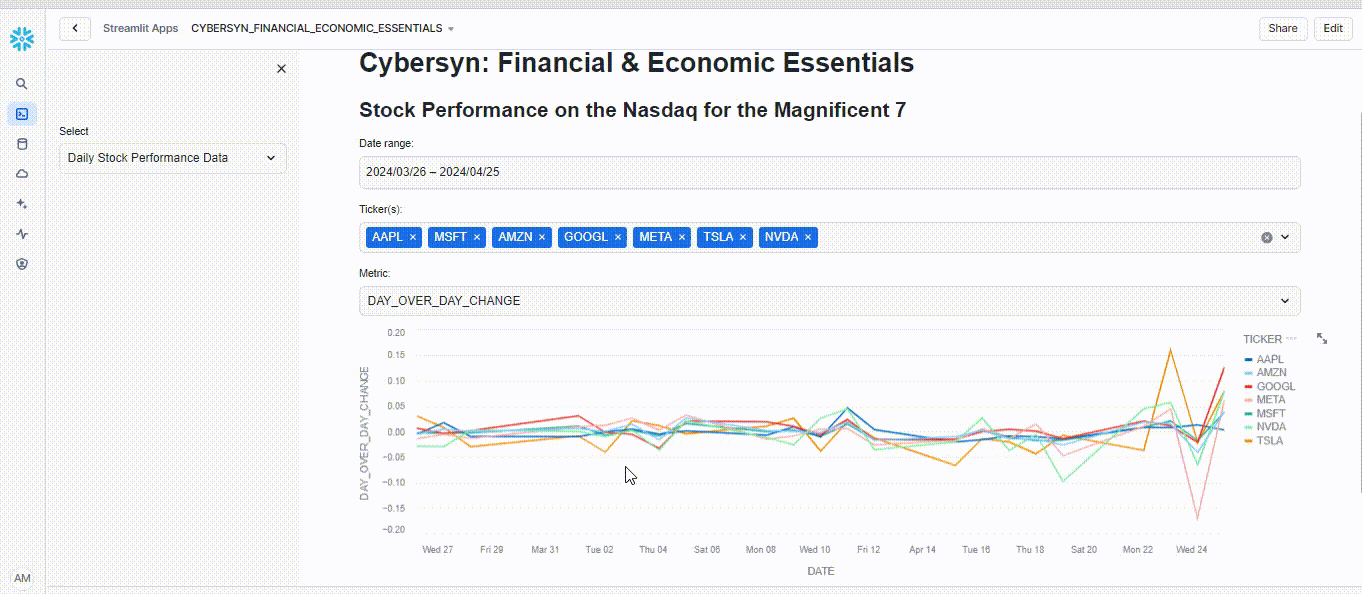 Streamlit Apps CYBERSYN_FINANCIAL_ECONOMIC_ESSENTIALS
Share Edit
Select
Daily Stock Performance Data
Cybersyn: Financial & Economic Essentials
Stock Performance on the Nasdaq for the Magnificent 7
Date range:
2024/03/26 – 2024/04/25
Ticker(s):
AAPL × MSFT × AMZN × GOOGL × META × TSLA × NVDA ×
Metric:
DAY_OVER_DAY_CHANGE
DAY_OVER_DAY_CHANGE
0.20
0.15
0.10
0.05
0.00
−0.05
−0.10
−0.15
−0.20
Wed 27 Fri 29 Mar 31 Tue 02 Thu 04 Sat 06 Mon 08 Wed 10 Fri 12 Apr 14 Tue 16 Thu 18 Sat 20 Mon 22 Wed 24
DATE
TICKER
AAPL
AMZN
GOOGL
META
MSFT
NVDA
TSLA
AM